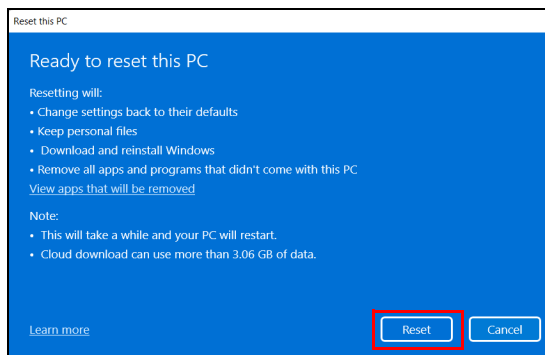 Reset this PC
Ready to reset this PC
Resetting will:
• Change settings back to their defaults
• Keep personal files
• Download and reinstall Windows
• Remove all apps and programs that didn't come with this PC
View apps that will be removed
Note:
• This will take a while and your PC will restart.
• Cloud download can use more than 3.06 GB of data.
Learn more
Reset
Cancel